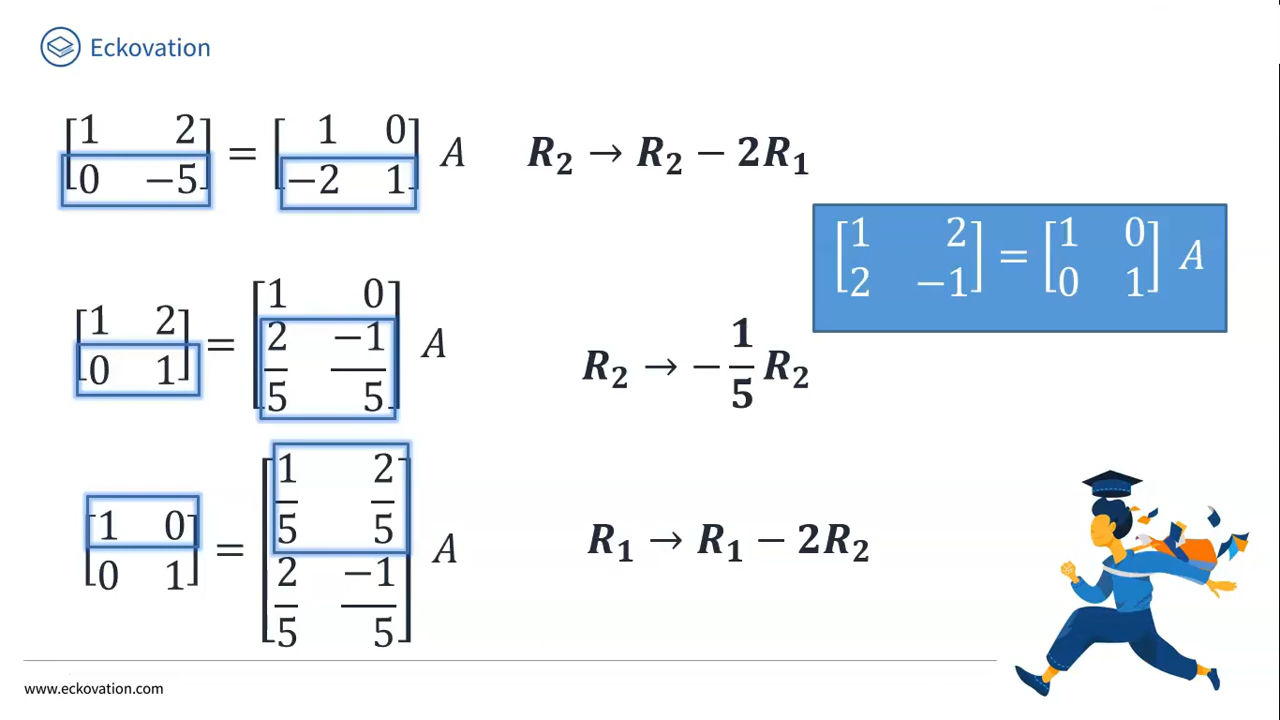 Eckovation
[1 2; 0 −5] = [1 0; −2 1] A R₂ → R₂ − 2R₁
[1 2; 2 −1] = [1 0; 0 1] A
[1 2; 0 1] = [1 0; 2/5 −1/5] A R₂ → −1/5 R₂
[1 0; 0 1] = [1/5 2/5; 2/5 −1/5] A R₁ → R₁ − 2R₂
www.eckovation.com